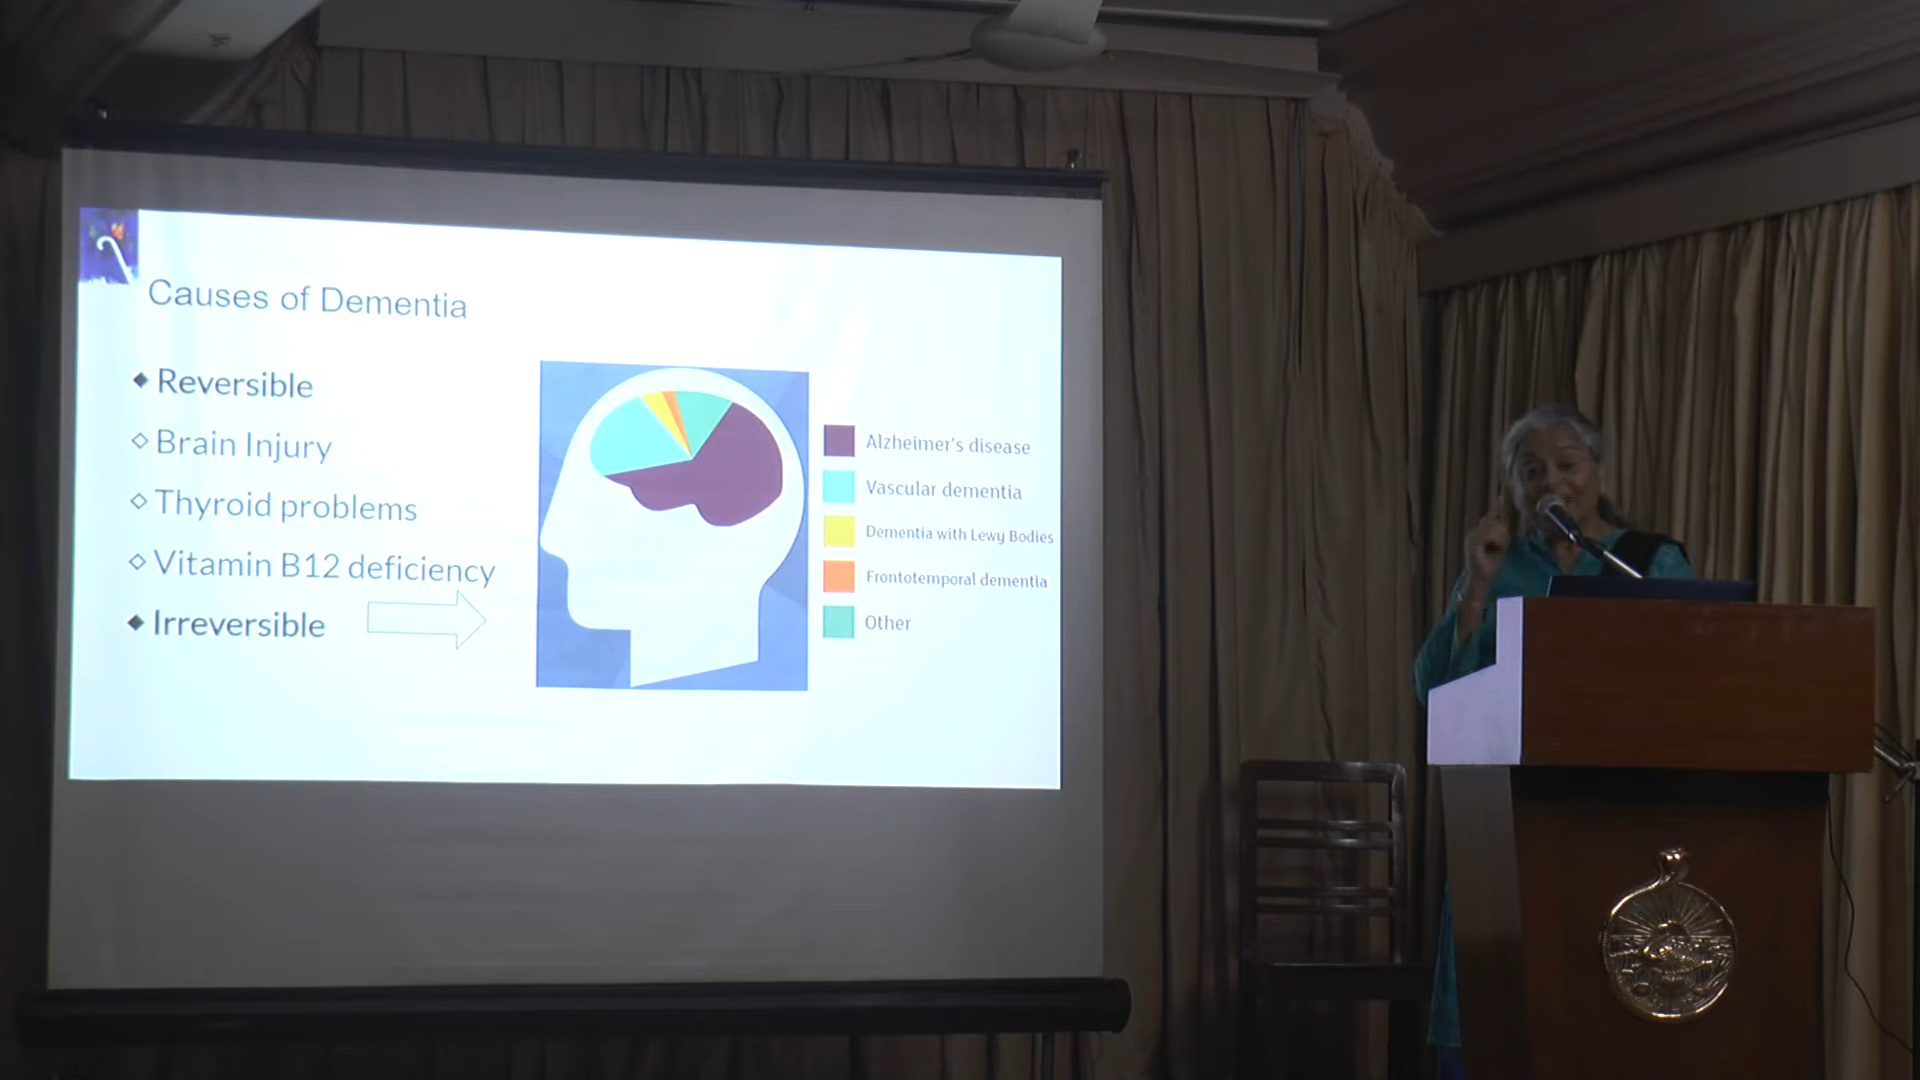 Causes of Dementia
Reversible
Brain Injury
Thyroid problems
Vitamin B12 deficiency
Irreversible
Alzheimer's disease
Vascular dementia
Dementia with Lewy Bodies
Frontotemporal dementia
Other